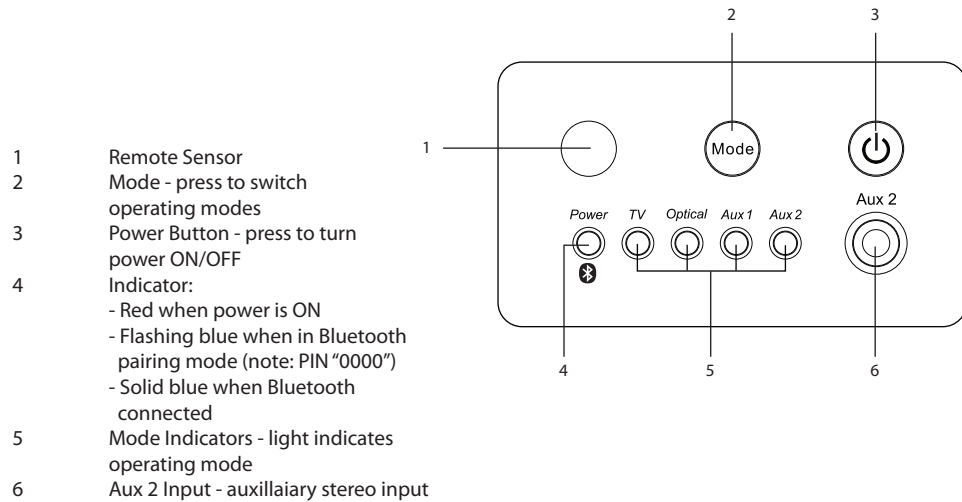 1 Remote Sensor
2 Mode - press to switch
operating modes
3 Power Button - press to turn
power ON/OFF
4 Indicator:
- Red when power is ON
- Flashing blue when in Bluetooth
pairing mode (note: PIN “0000”)
- Solid blue when Bluetooth
connected
5 Mode Indicators - light indicates
operating mode
6 Aux 2 Input - auxillaiary stereo input
2 3
1 Mode
Aux 2
Power TV Optical Aux 1 Aux 2
4 5 6